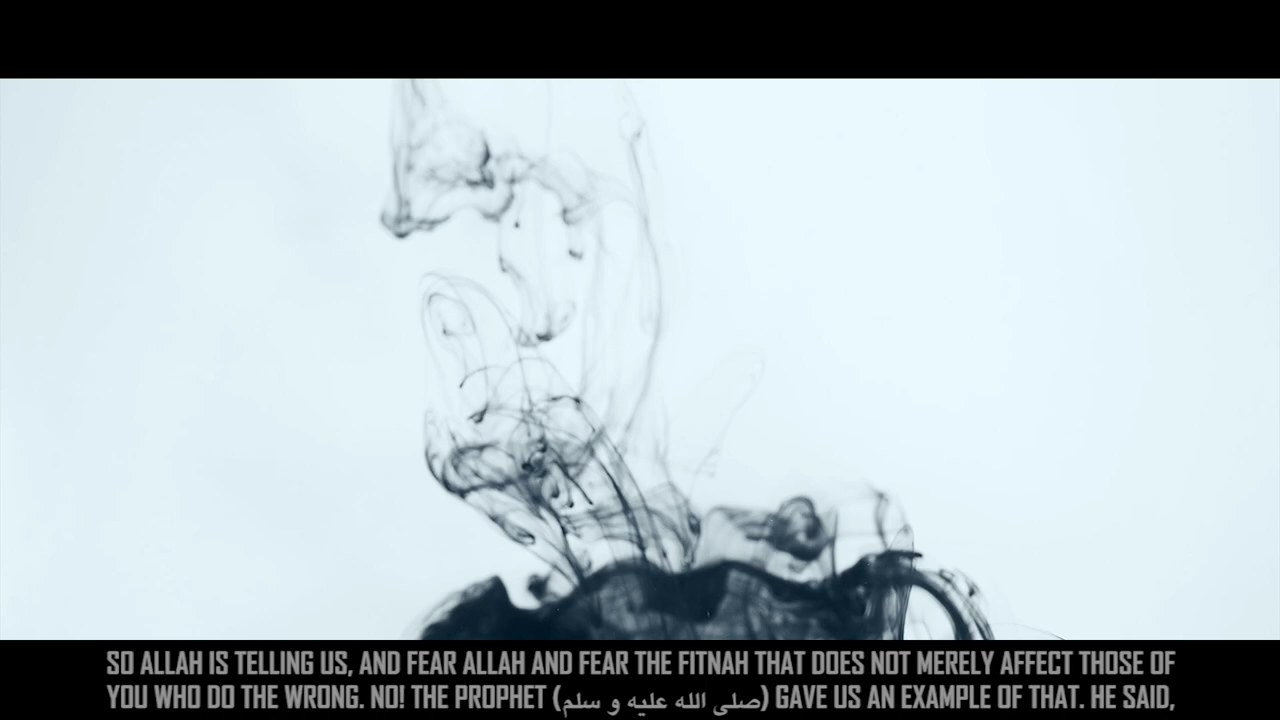 SO ALLAH IS TELLING US, AND FEAR ALLAH AND FEAR THE FITNAH THAT DOES NOT MERELY AFFECT THOSE OF
YOU WHO DO THE WRONG. NO! THE PROPHET (صلى الله عليه و سلم) GAVE US AN EXAMPLE OF THAT. HE SAID,